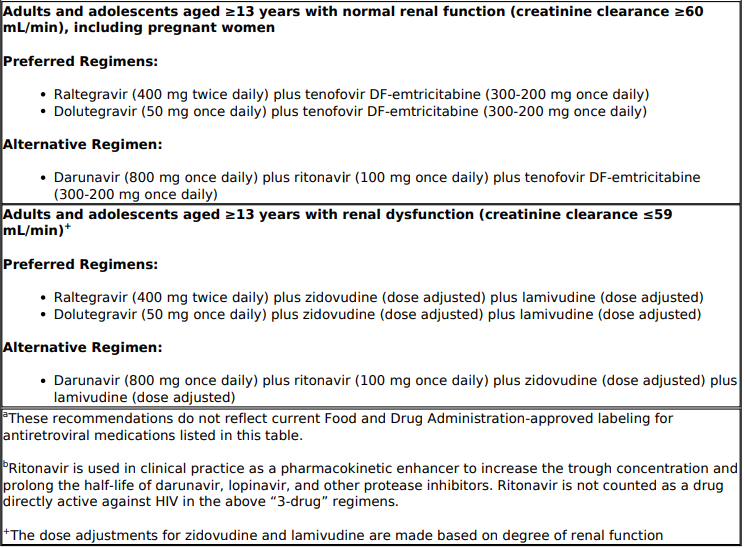 Adults and adolescents aged ≥13 years with normal renal function (creatinine clearance ≥60
mL/min), including pregnant women
Preferred Regimens:
• Raltegravir (400 mg twice daily) plus tenofovir DF-emtricitabine (300-200 mg once daily)
• Dolutegravir (50 mg once daily) plus tenofovir DF-emtricitabine (300-200 mg once daily)
Alternative Regimen:
• Darunavir (800 mg once daily) plus ritonavir (100 mg once daily) plus tenofovir DF-emtricitabine
(300-200 mg once daily)
Adults and adolescents aged ≥13 years with renal dysfunction (creatinine clearance ≤59
mL/min)⁺
Preferred Regimens:
• Raltegravir (400 mg twice daily) plus zidovudine (dose adjusted) plus lamivudine (dose adjusted)
• Dolutegravir (50 mg once daily) plus zidovudine (dose adjusted) plus lamivudine (dose adjusted)
Alternative Regimen:
• Darunavir (800 mg once daily) plus ritonavir (100 mg once daily) plus zidovudine (dose adjusted) plus
lamivudine (dose adjusted)
ᵃThese recommendations do not reflect current Food and Drug Administration-approved labeling for
antiretroviral medications listed in this table.
ᵇRitonavir is used in clinical practice as a pharmacokinetic enhancer to increase the trough concentration and
prolong the half-life of darunavir, lopinavir, and other protease inhibitors. Ritonavir is not counted as a drug
directly active against HIV in the above “3-drug” regimens.
⁺The dose adjustments for zidovudine and lamivudine are made based on degree of renal function